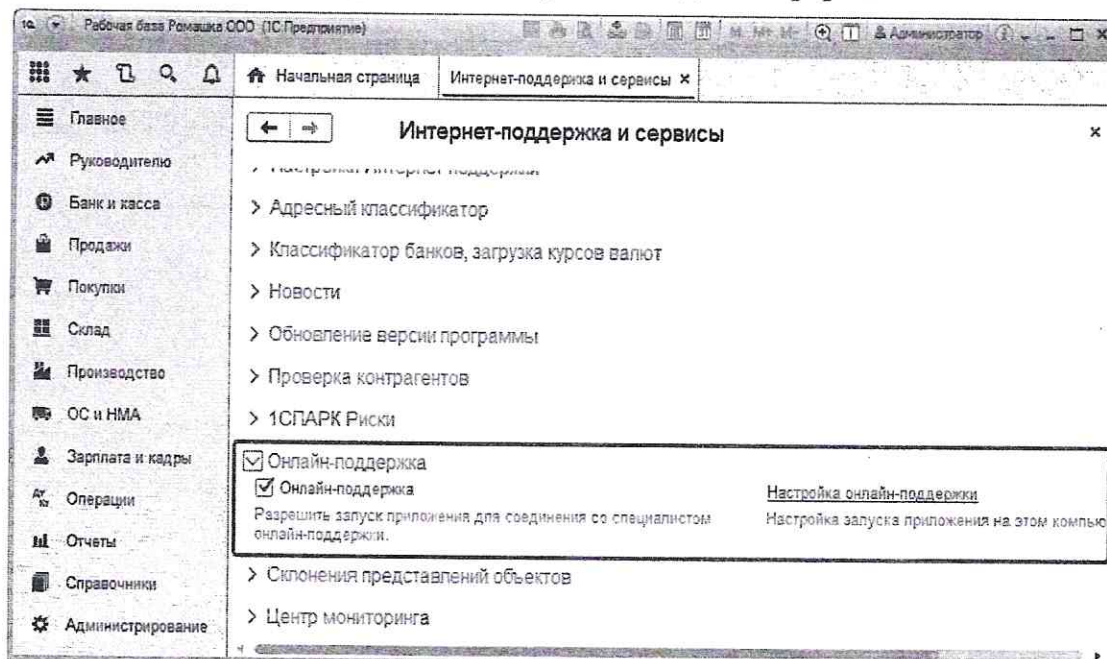 Рабочая база Ромашка ООО (1С:Предприятие)
M M+ M-
Администратор
Начальная страница
Интернет-поддержка и сервисы ×
Главное
Руководителю
Банк и касса
Продажи
Покупки
Склад
Производство
ОС и НМА
Зарплата и кадры
Операции
Отчеты
Справочники
Администрирование
Интернет-поддержка и сервисы
Настройки Интернет-поддержки
Адресный классификатор
Классификатор банков, загрузка курсов валют
Новости
Обновление версии программы
Проверка контрагентов
1СПАРК Риски
Онлайн-поддержка
Онлайн-поддержка
Разрешить запуск приложения для соединения со специалистом
онлайн-поддержки.
Настройка онлайн-поддержки
Настройка запуска приложения на этом компью
Склонения представлений объектов
Центр мониторинга